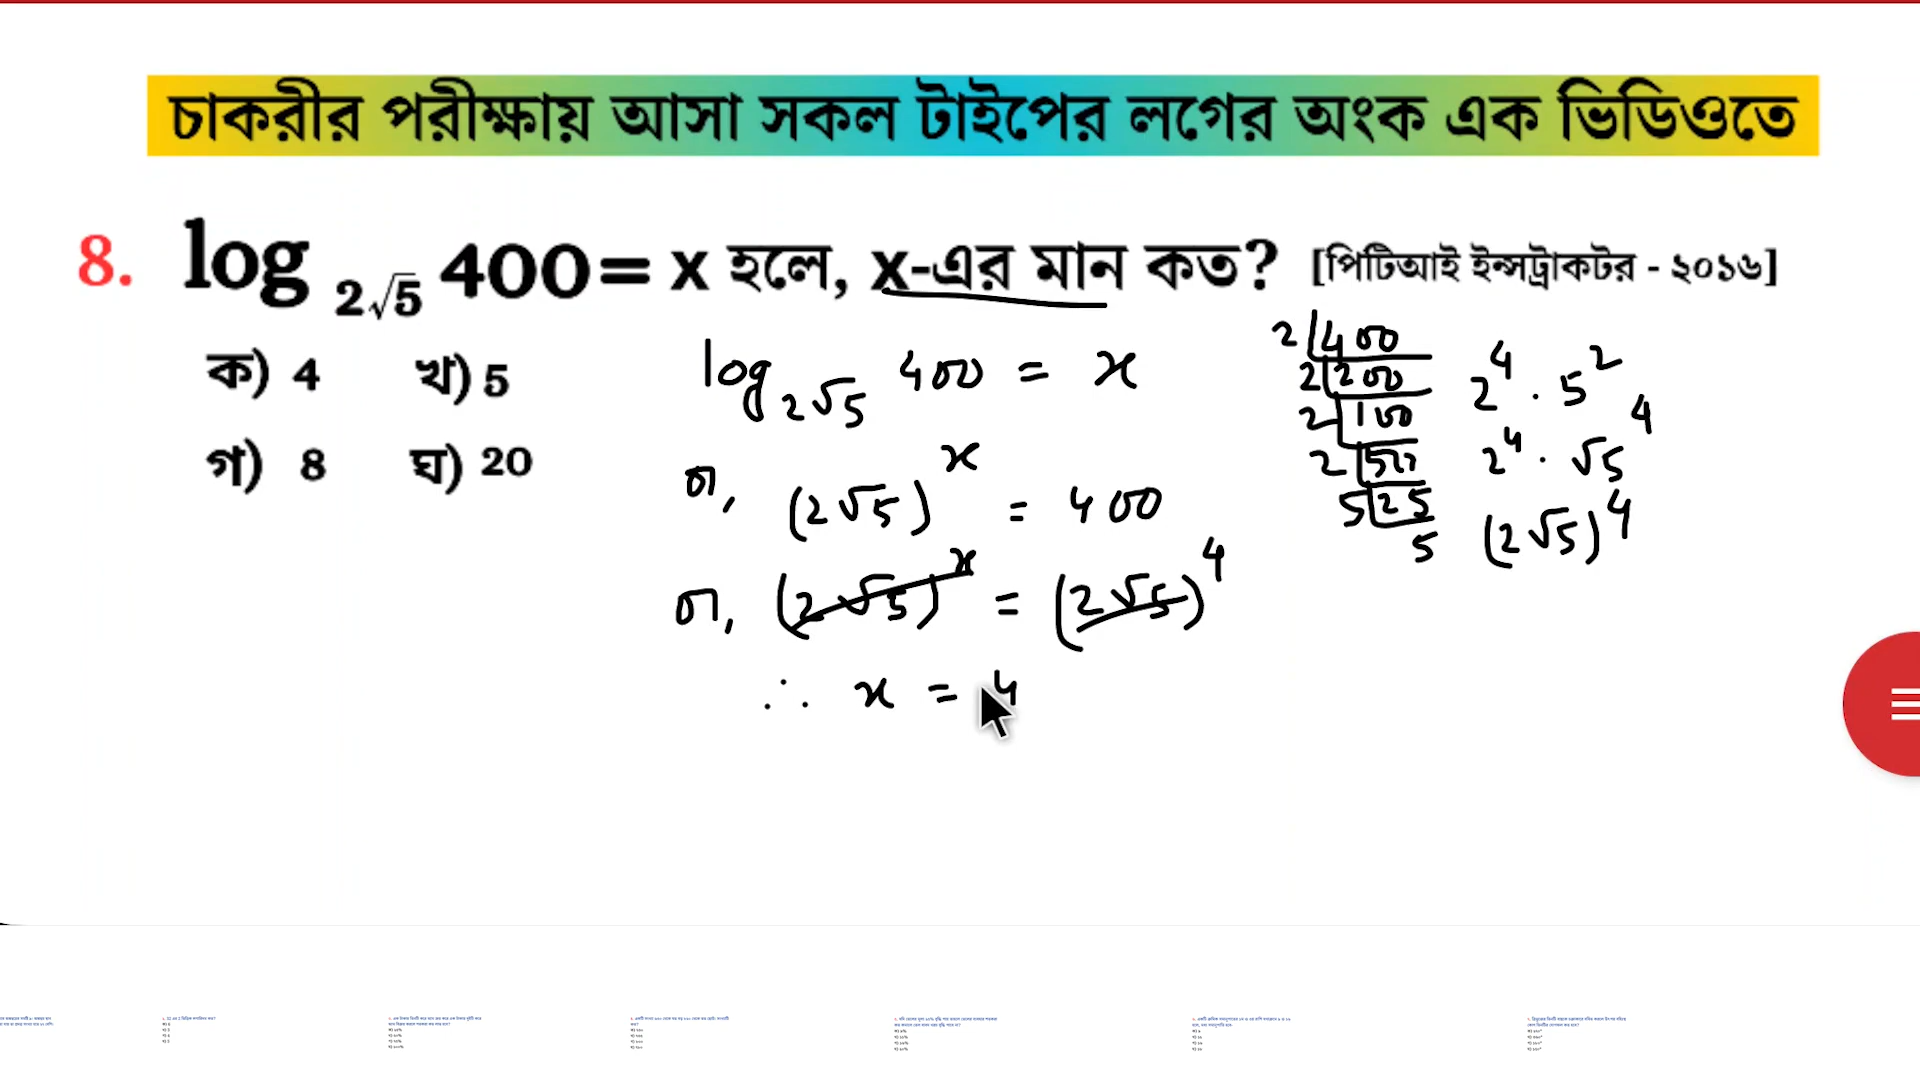 চাকরীর পরীক্ষায় আসা সকল টাইপের লগের অংক এক ভিডিওতে
8. log 2√5 400 = x হলে, x-এর মান কত? [পিটিআই ইন্সট্রাকটর - ২০১৬]
ক) 4 খ) 5
গ) 8 ঘ) 20
log 2√5 400 = x
বা, (2√5)^x = 400
বা, (2√5)^x = (2√5)^4
∴ x = 4
2 400
2 200
2 100
2 50
5 25
5
2^4 . 5^2
2^4 . √5^4
(2√5)^4